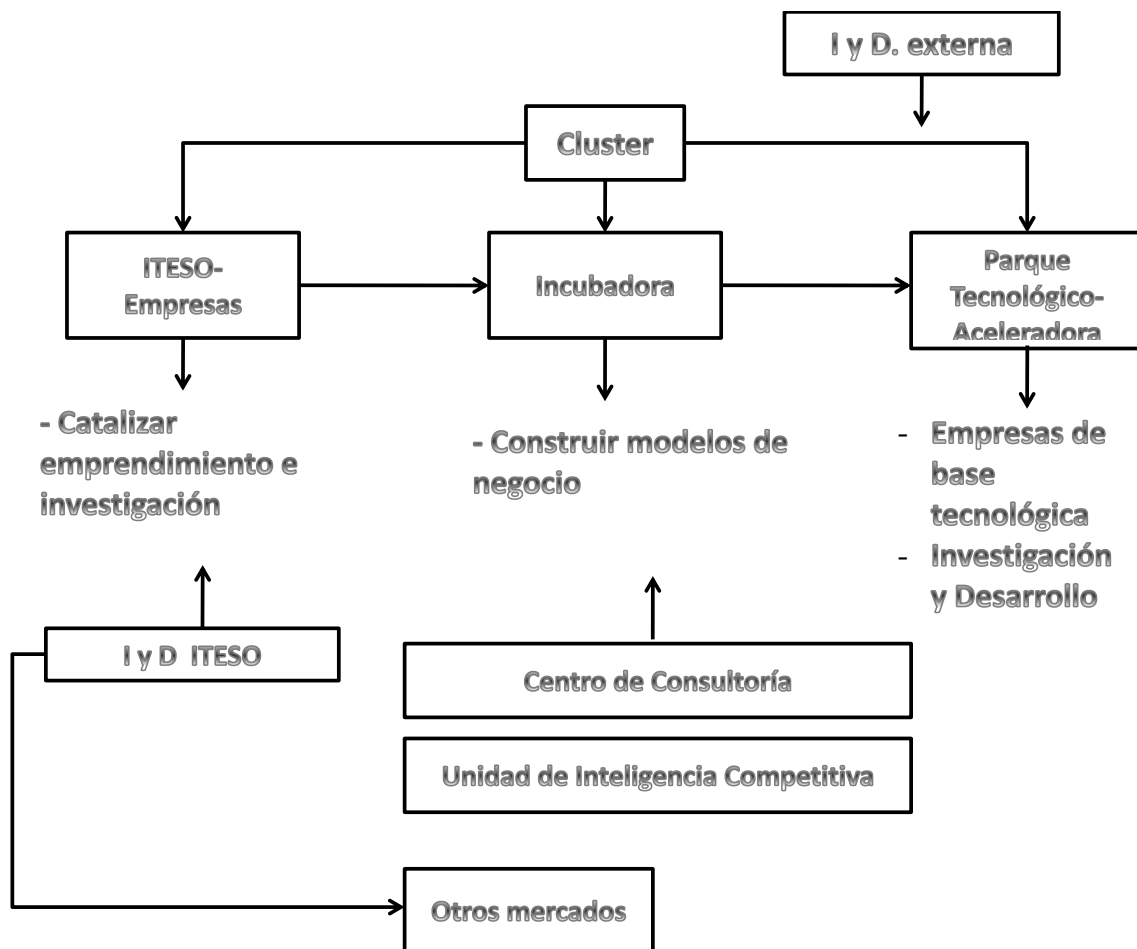 I y D. externa
Cluster
ITESO-
Empresas
Incubadora
Parque
Tecnológico-
Aceleradora
- Catalizar
emprendimiento e
investigación
- Construir modelos de
negocio
- Empresas de
base
tecnológica
- Investigación
y Desarrollo
I y D ITESO
Centro de Consultoría
Unidad de Inteligencia Competitiva
Otros mercados